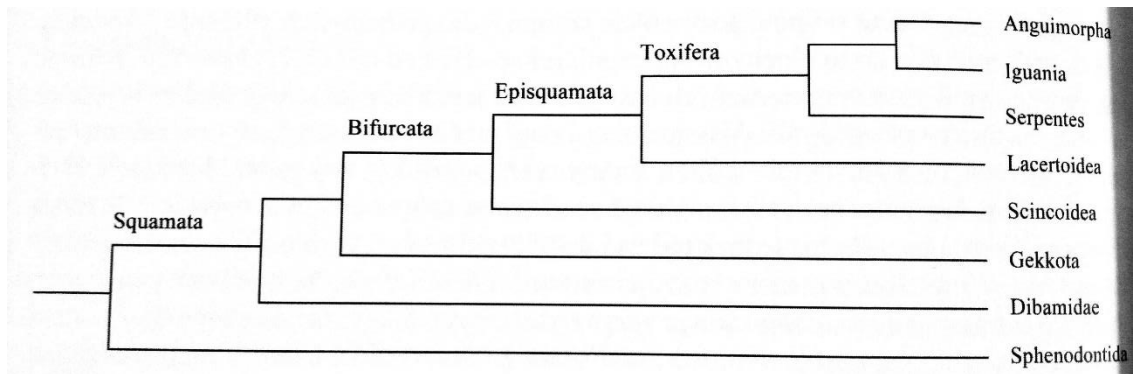 Anguimorpha
Toxifera
Iguania
Episquamata
Serpentes
Bifurcata
Lacertoidea
Scincoidea
Squamata
Gekkota
Dibamidae
Sphenodontida